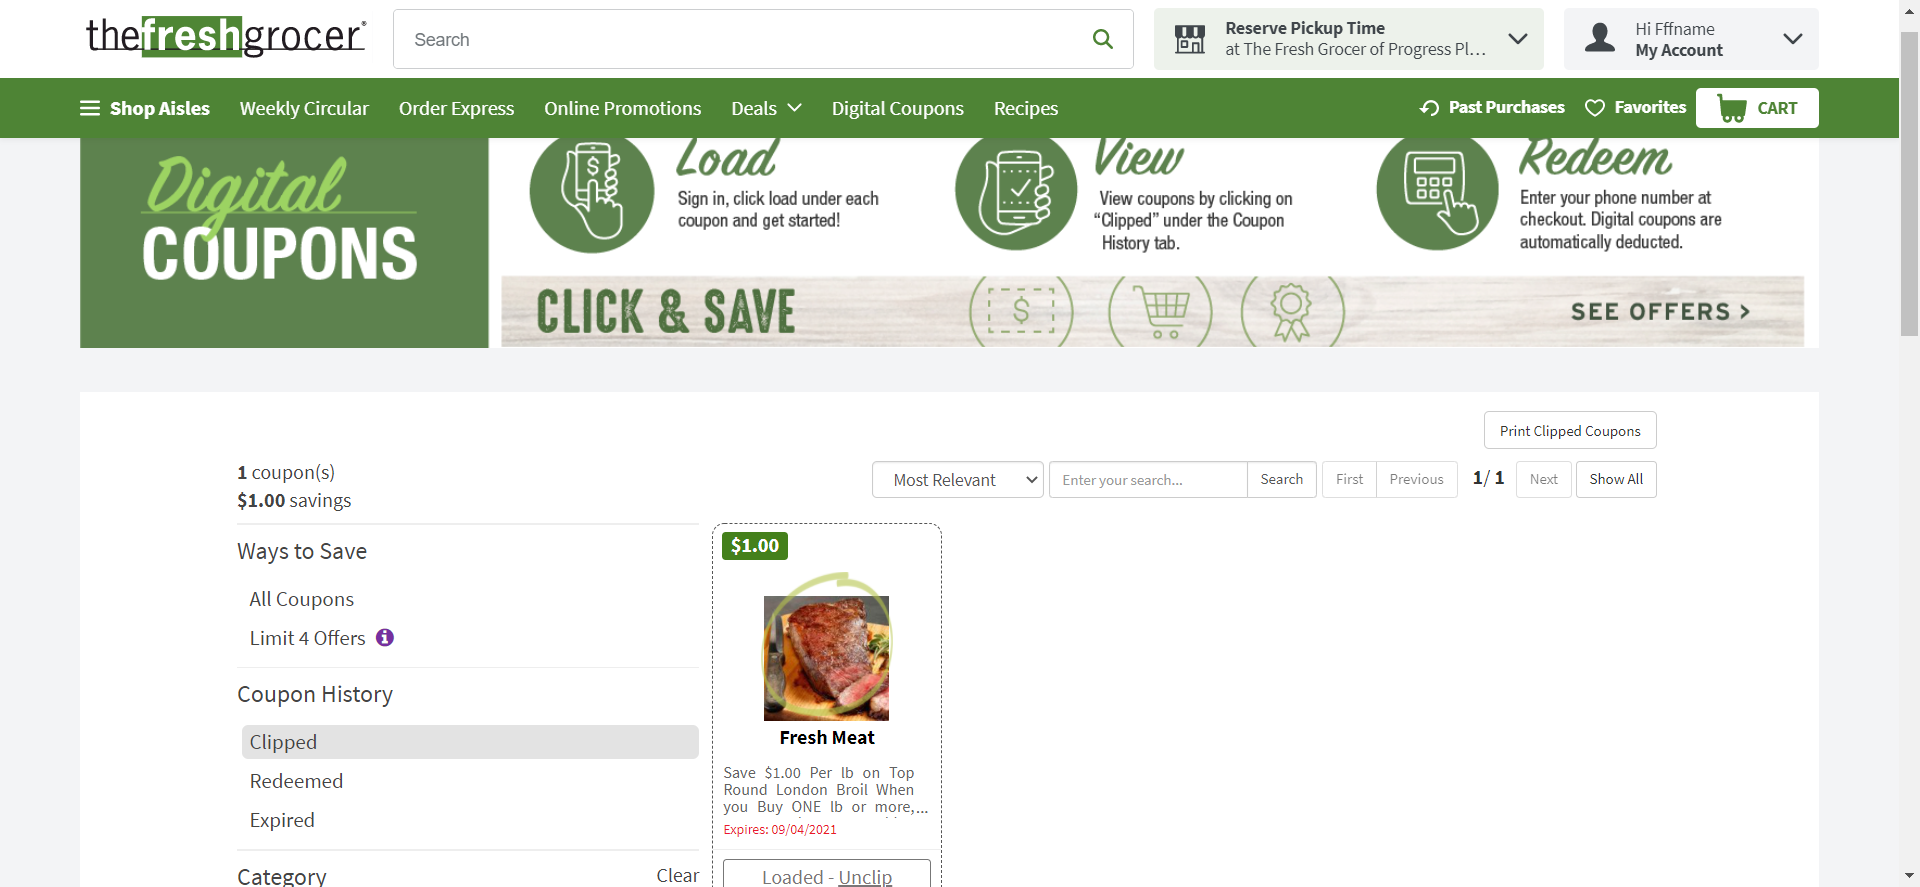 thefreshgrocer®
Search
Reserve Pickup Time
at The Fresh Grocer of Progress Pl...
Hi Fffname
My Account
Shop Aisles
Weekly Circular
Order Express
Online Promotions
Deals
Digital Coupons
Recipes
Past Purchases
Favorites
CART
Digital
COUPONS
Load
Sign in, click load under each
coupon and get started!
View
View coupons by clicking on
“Clipped” under the Coupon
History tab.
Redeem
Enter your phone number at
checkout. Digital coupons are
automatically deducted.
CLICK & SAVE
SEE OFFERS >
Print Clipped Coupons
1 coupon(s)
$1.00 savings
Most Relevant
Enter your search...
Search
First
Previous
1/ 1
Next
Show All
Ways to Save
All Coupons
Limit 4 Offers
Coupon History
Clipped
Redeemed
Expired
Category
Clear
$1.00
Fresh Meat
Save $1.00 Per lb on Top
Round London Broil When
you Buy ONE lb or more,...
Expires: 09/04/2021
Loaded - Unclip